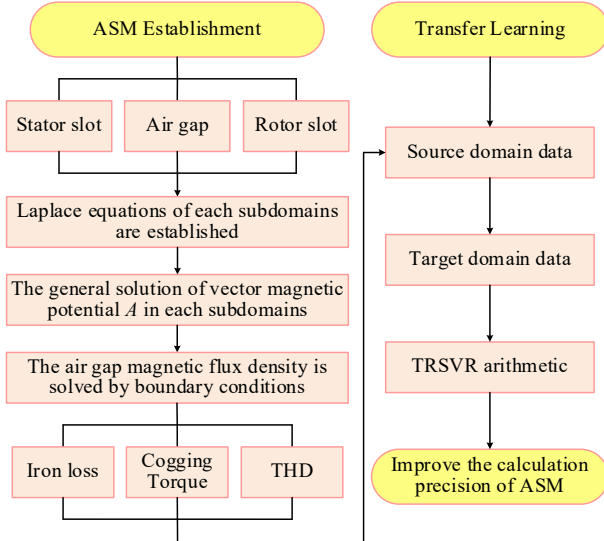 ASM Establishment
Stator slot
Air gap
Rotor slot
Laplace equations of each subdomains
are established
The general solution of vector magnetic
potential A in each subdomains
The air gap magnetic flux density is
solved by boundary conditions
Iron loss
Cogging
Torque
THD
Transfer Learning
Source domain data
Target domain data
TRSVR arithmetic
Improve the calculation
precision of ASM